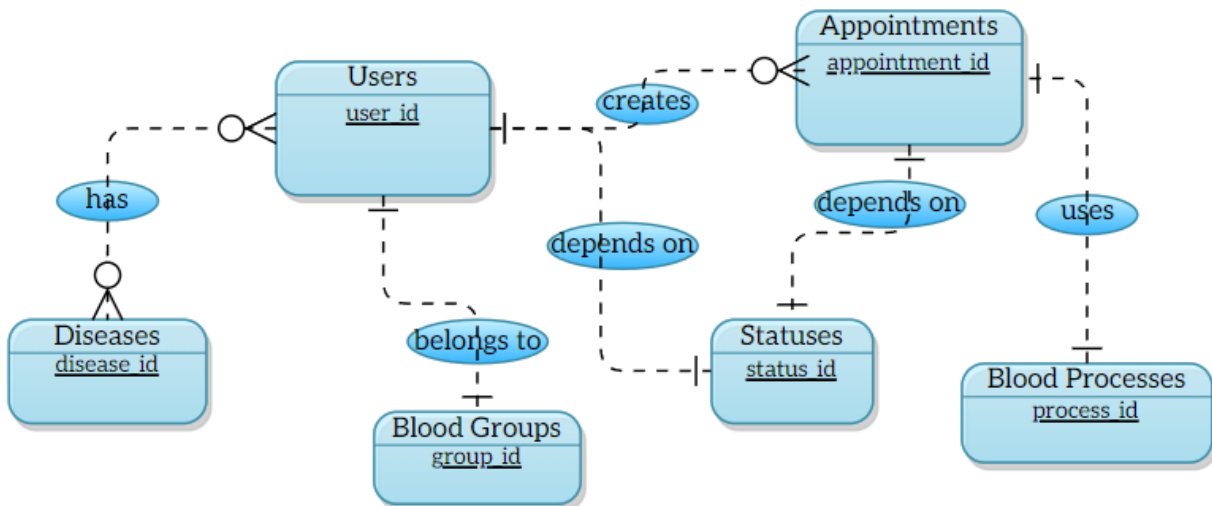 Appointments
appointment_id
Users
user_id
creates
has
depends on
uses
depends on
Diseases
disease_id
belongs to
Statuses
status_id
Blood Processes
process_id
Blood Groups
group_id